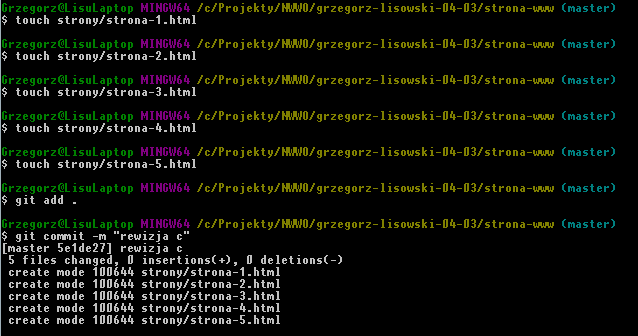 Grzegorz@LisuLaptop MINGW64 /c/Projekty/NWWO/grzegorz-lisowski-04-03/strona-www (master)
$ touch strony/strona-1.html
Grzegorz@LisuLaptop MINGW64 /c/Projekty/NWWO/grzegorz-lisowski-04-03/strona-www (master)
$ touch strony/strona-2.html
Grzegorz@LisuLaptop MINGW64 /c/Projekty/NWWO/grzegorz-lisowski-04-03/strona-www (master)
$ touch strony/strona-3.html
Grzegorz@LisuLaptop MINGW64 /c/Projekty/NWWO/grzegorz-lisowski-04-03/strona-www (master)
$ touch strony/strona-4.html
Grzegorz@LisuLaptop MINGW64 /c/Projekty/NWWO/grzegorz-lisowski-04-03/strona-www (master)
$ touch strony/strona-5.html
Grzegorz@LisuLaptop MINGW64 /c/Projekty/NWWO/grzegorz-lisowski-04-03/strona-www (master)
$ git add .
Grzegorz@LisuLaptop MINGW64 /c/Projekty/NWWO/grzegorz-lisowski-04-03/strona-www (master)
$ git commit -m "rewizja c"
[master 5e1de27] rewizja c
5 files changed, 0 insertions(+), 0 deletions(-)
create mode 100644 strony/strona-1.html
create mode 100644 strony/strona-2.html
create mode 100644 strony/strona-3.html
create mode 100644 strony/strona-4.html
create mode 100644 strony/strona-5.html